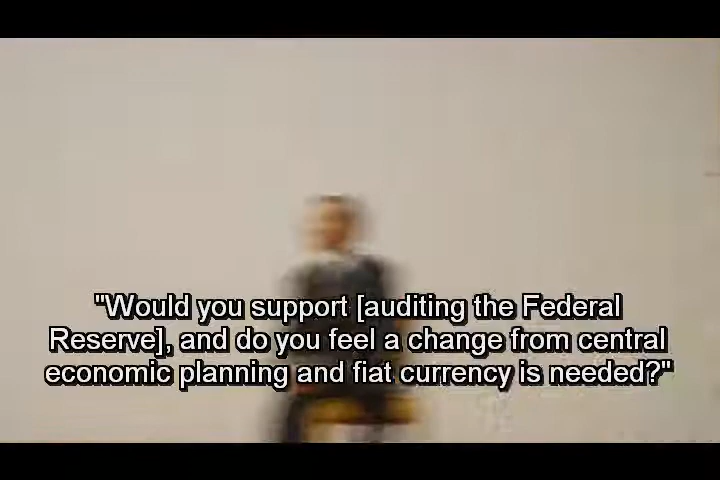 "Would you support [auditing the Federal
Reserve], and do you feel a change from central
economic planning and fiat currency is needed?"